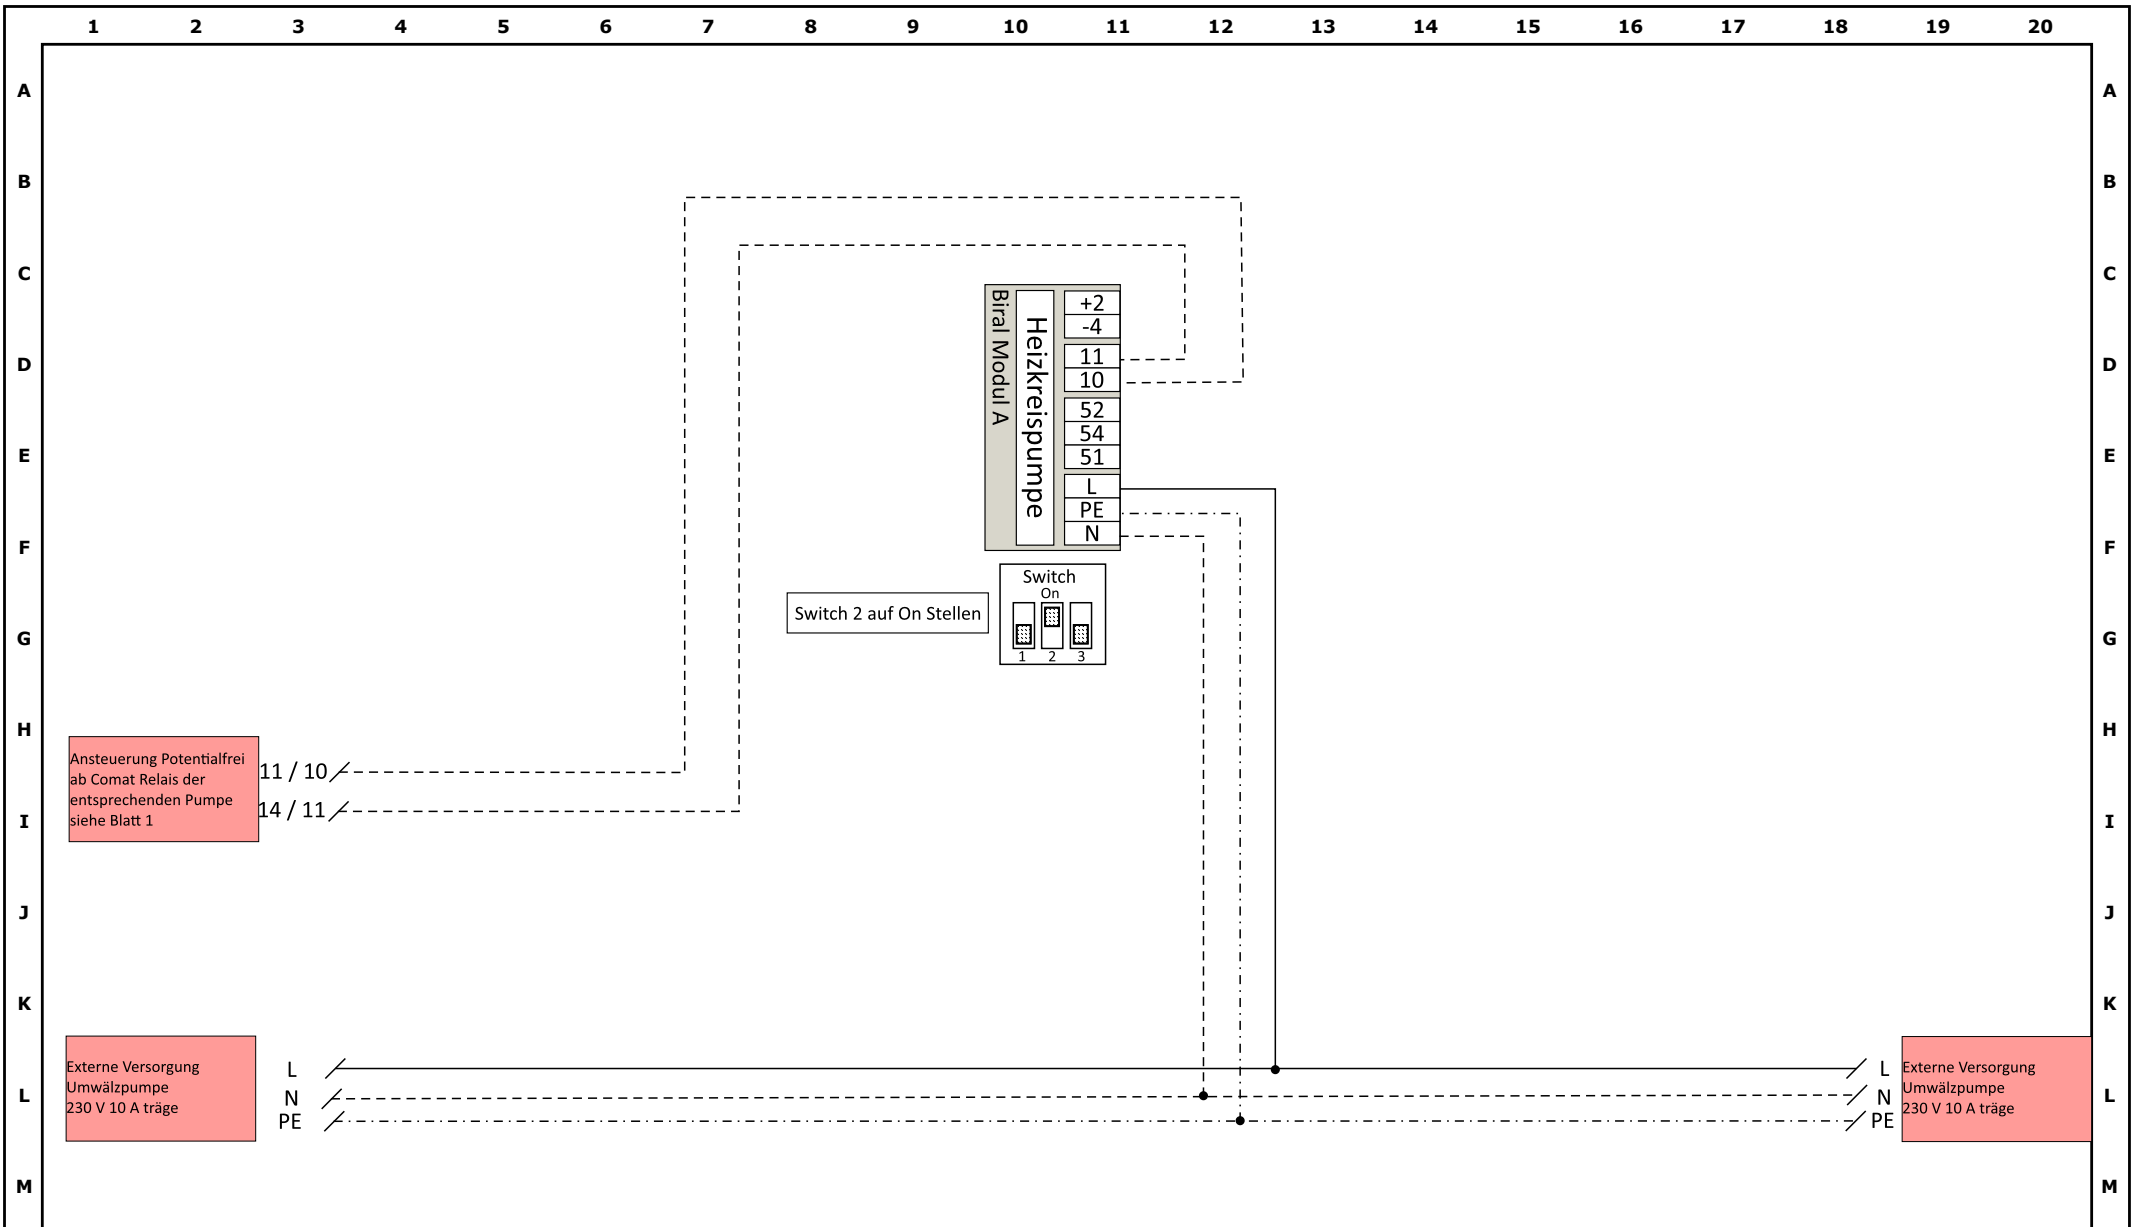 1 2 3 4 5 6 7 8 9 10 11 12 13 14 15 16 17 18 19 20
A A
B B
C C
D D
E E
F F
G G
H H
I I
J J
K K
L L
M M
Biral Modul A
Heizkreispumpe
+2
-4
11
10
52
54
51
L
PE
N
Switch
On
1 2 3
Switch 2 auf On Stellen
Ansteuerung Potentialfrei
ab Comat Relais der
entsprechenden Pumpe
siehe Blatt 1
11 / 10
14 / 11
Externe Versorgung
Umwälzpumpe
230 V 10 A träge
L
N
PE
L
N
PE
Externe Versorgung
Umwälzpumpe
230 V 10 A träge